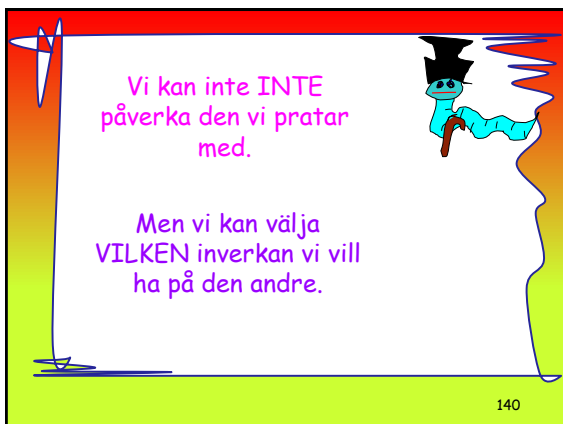 Vi kan inte INTE
påverka den vi pratar
med.
Men vi kan välja
VILKEN inverkan vi vill
ha på den andre.
140